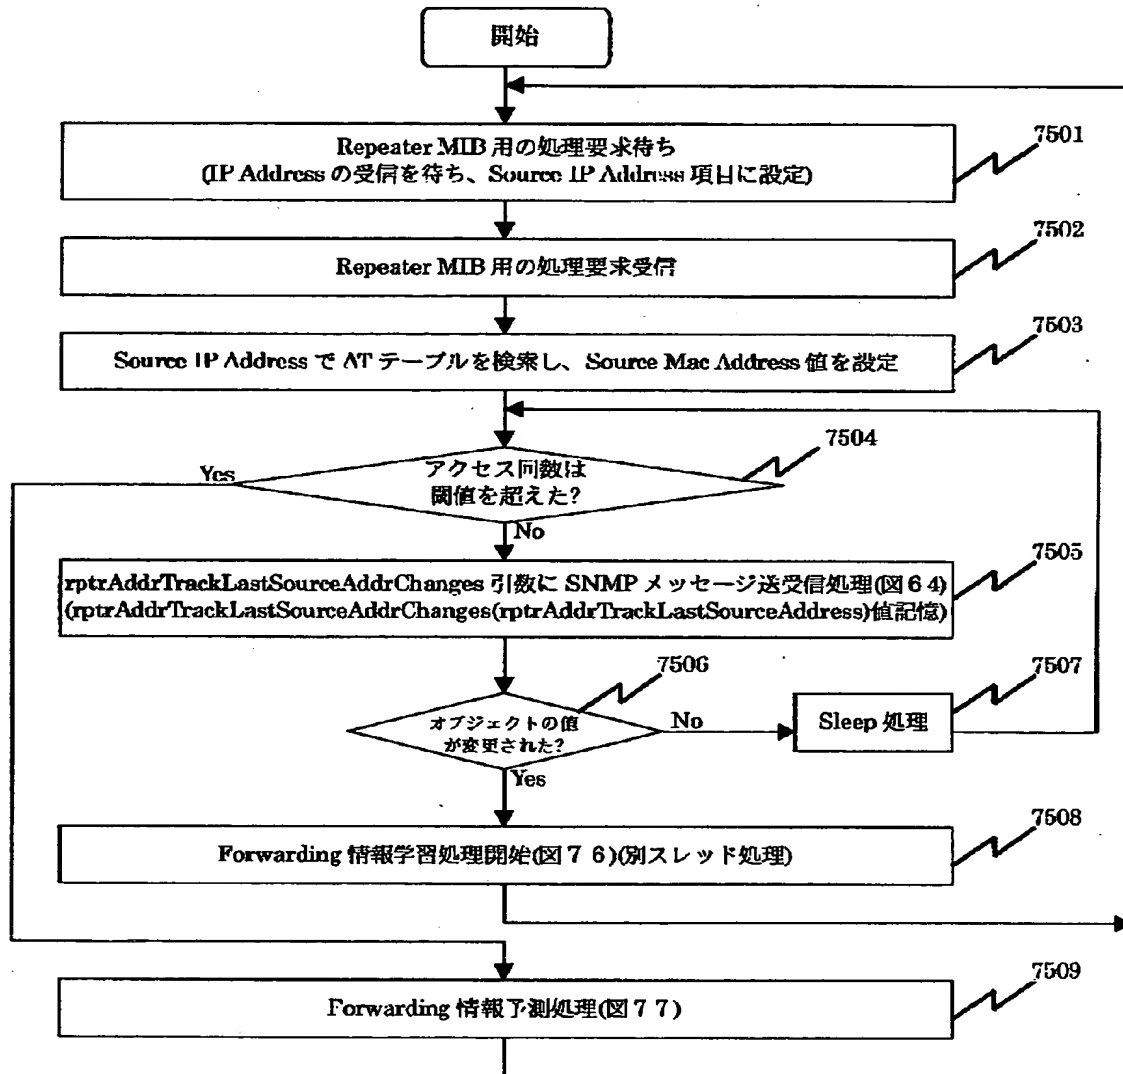 開始
Repeater MIB 用の処理要求待ち
(IP Address の受信を待ち、Source IP Address 項目に設定)
7501
Repeater MIB 用の処理要求受信
7502
Source IP Address で AT テーブルを検索し、Source Mac Address 値を設定
7503
アクセス回数は
閾値を超えた?
7504
Yes
No
rptrAddrTrackLastSourceAddrChanges 引数に SNMP メッセージ送受信処理(図64)
(rptrAddrTrackLastSourceAddrChanges(rptrAddrTrackLastSourceAddress)値記憶)
7505
オブジェクトの値
が変更された?
7506
No
Sleep 処理
7507
Yes
Forwarding 情報学習処理開始(図76)(別スレッド処理)
7508
Forwarding 情報予測処理(図77)
7509